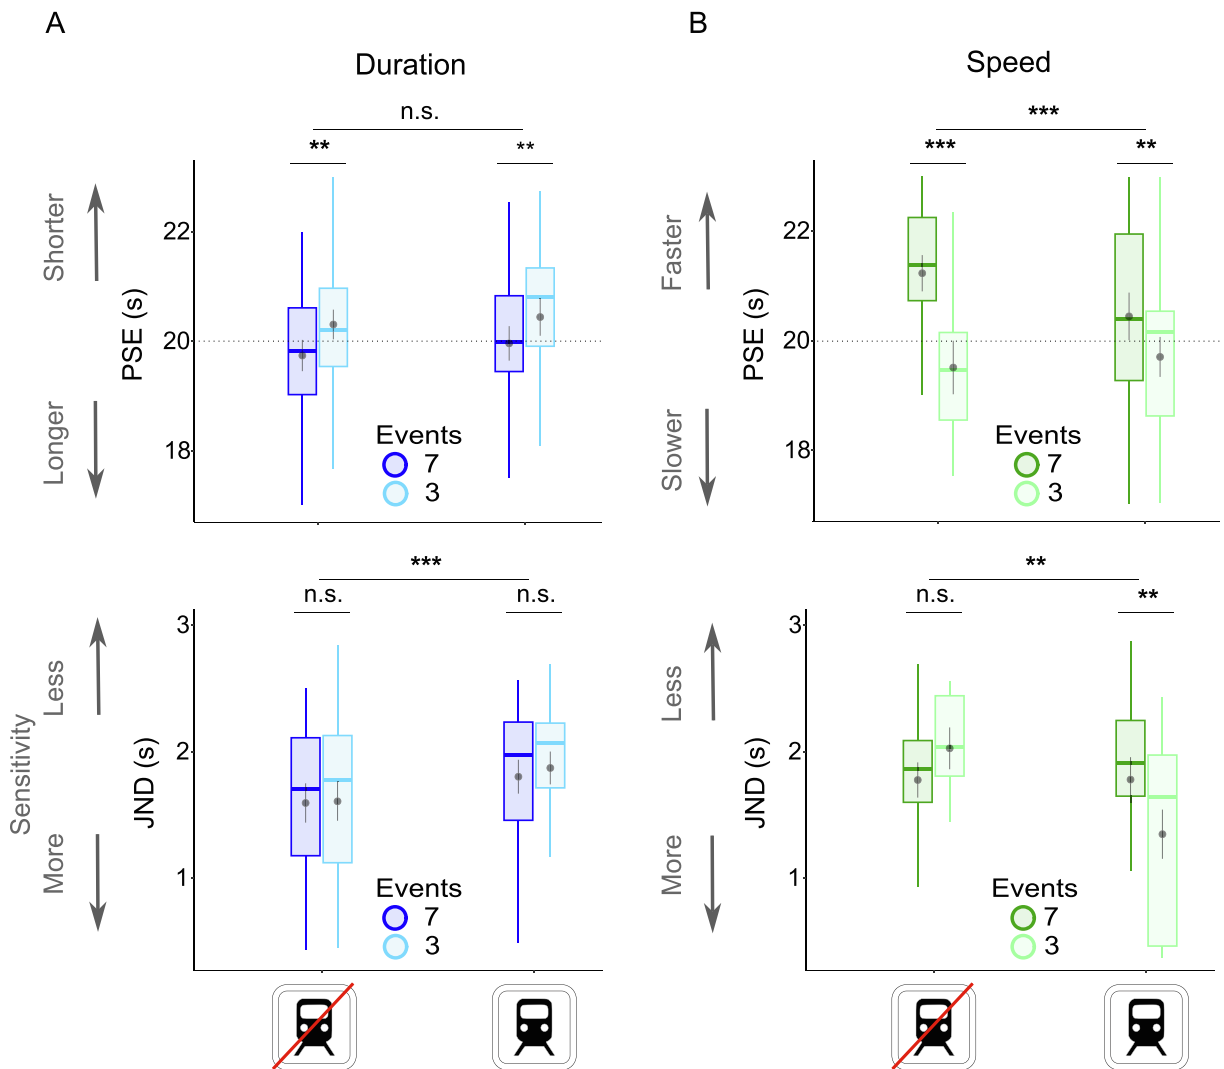 A
B
Duration
Speed
n.s.
***
**
**
***
**
Shorter
Longer
PSE (s)
22
20
18
Events
7
3
Faster
Slower
PSE (s)
22
20
18
Events
7
3
***
**
n.s.
n.s.
n.s.
**
Sensitivity
Less
More
JND (s)
3
2
1
Events
7
3
Less
More
JND (s)
3
2
1
Events
7
3